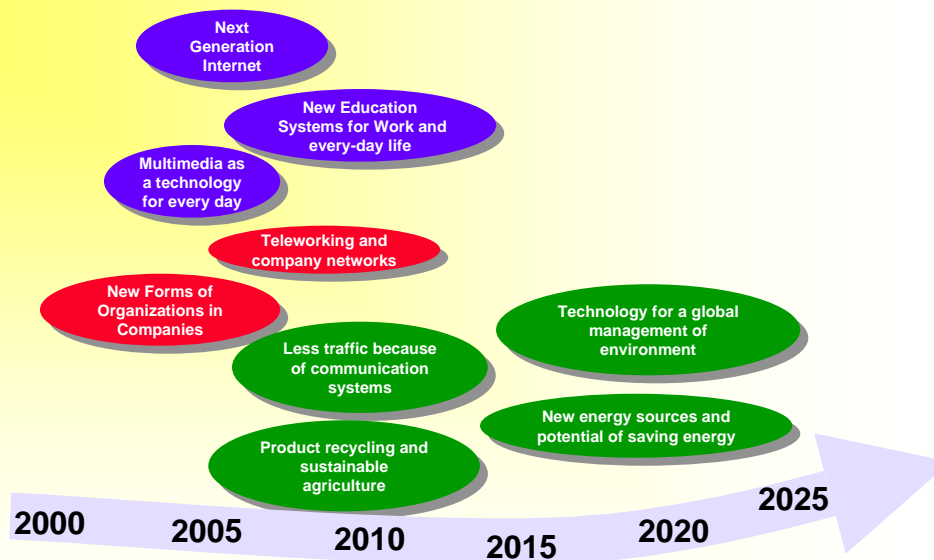 Next
Generation
Internet
New Education
Systems for Work and
every-day life
Multimedia as
a technology
for every day
Teleworking and
company networks
New Forms of
Organizations in
Companies
Technology for a global
management of
environment
Less traffic because
of communication
systems
New energy sources and
potential of saving energy
Product recycling and
sustainable
agriculture
2000
2005
2010
2015
2020
2025